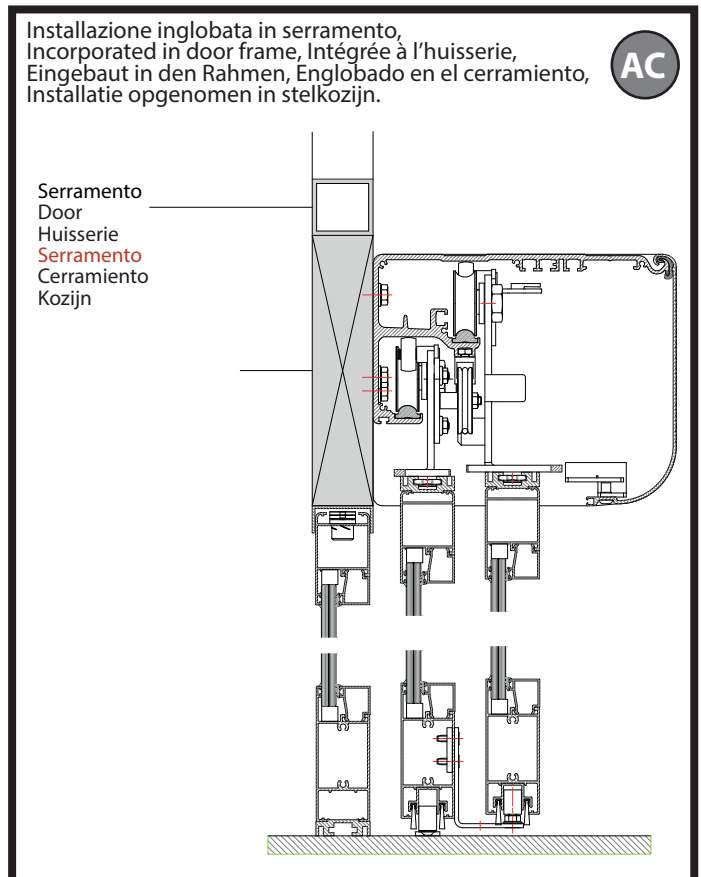 Installazione inglobata in serramento,
Incorporated in door frame, Intégrée à l’huisserie,
Eingebaut in den Rahmen, Englobado en el cerramiento,
Installatie opgenomen in stelkozijn.
AC
Serramento
Door
Huisserie
Serramento
Cerramiento
Kozijn